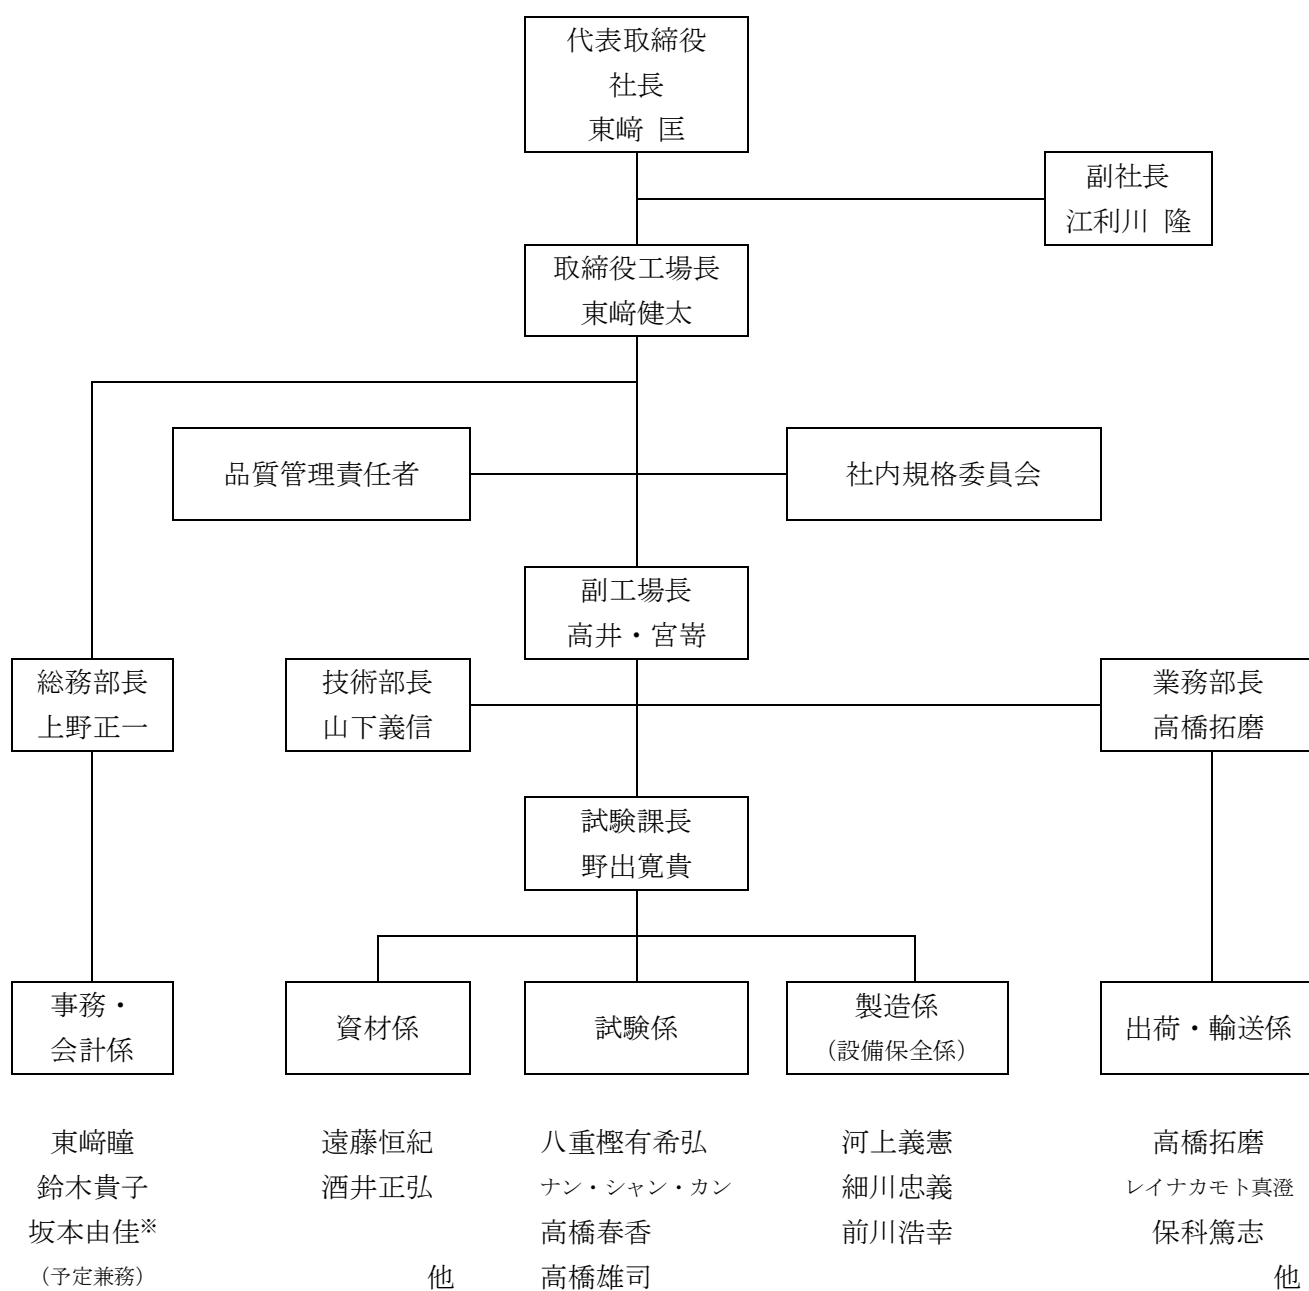 代表取締役
社長
東﨑 匡
副社長
江利川 隆
取締役工場長
東﨑健太
品質管理責任者
社内規格委員会
副工場長
高井・宮嵜
総務部長
上野正一
技術部長
山下義信
業務部長
高橋拓磨
試験課長
野出寛貴
事務・
会計係
資材係
試験係
製造係
（設備保全係）
出荷・輸送係
東﨑瞳
鈴木貴子
坂本由佳※
（予定兼務）
遠藤恒紀
酒井正弘
他
八重樫有希弘
ナン・シャン・カン
高橋春香
高橋雄司
河上義憲
細川忠義
前川浩幸
高橋拓磨
レイナカモト真澄
保科篤志
他